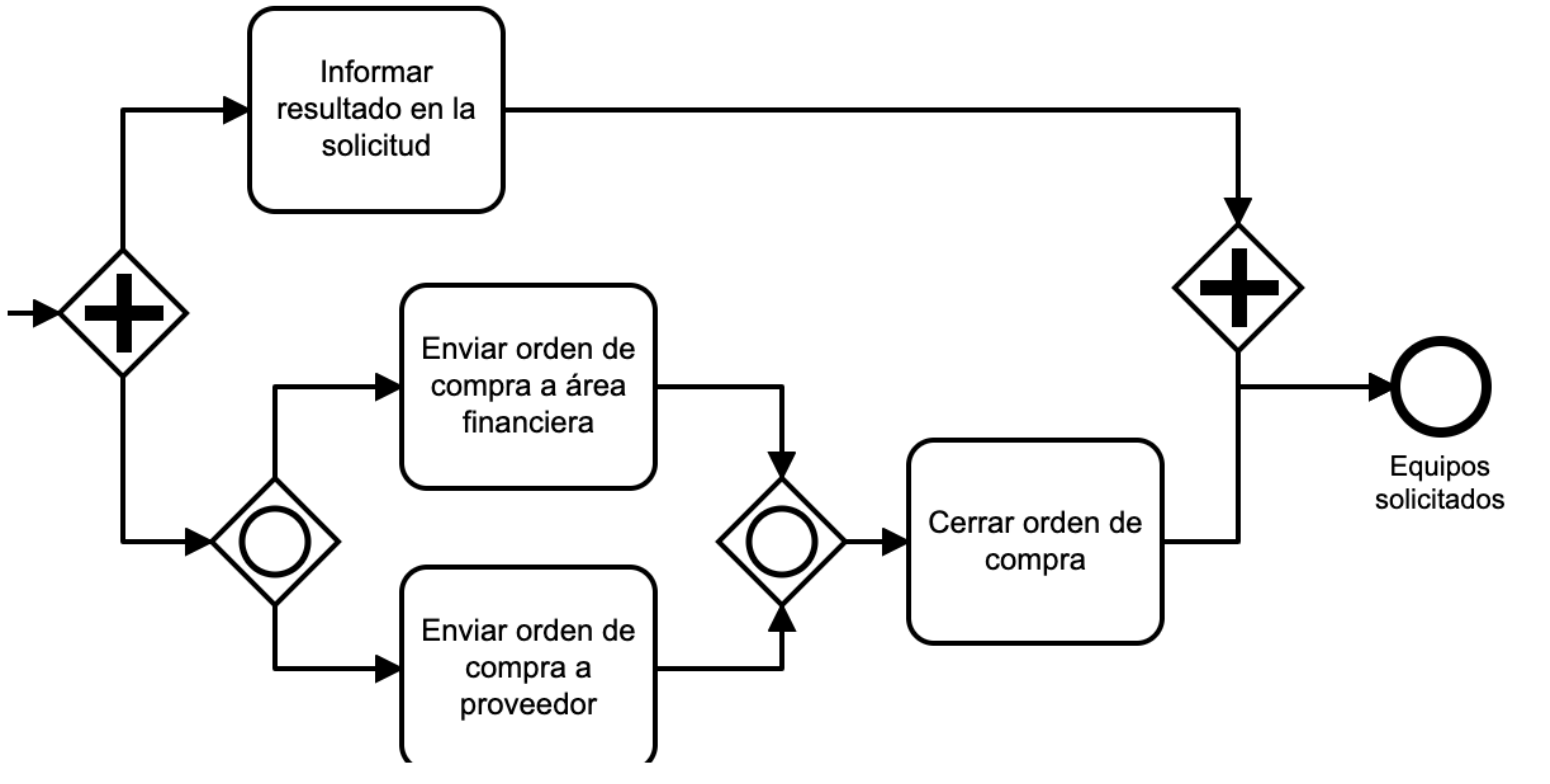 Informar
resultado en la
solicitud
Enviar orden de
compra a área
financiera
Enviar orden de
compra a
proveedor
Cerrar orden de
compra
Equipos
solicitados